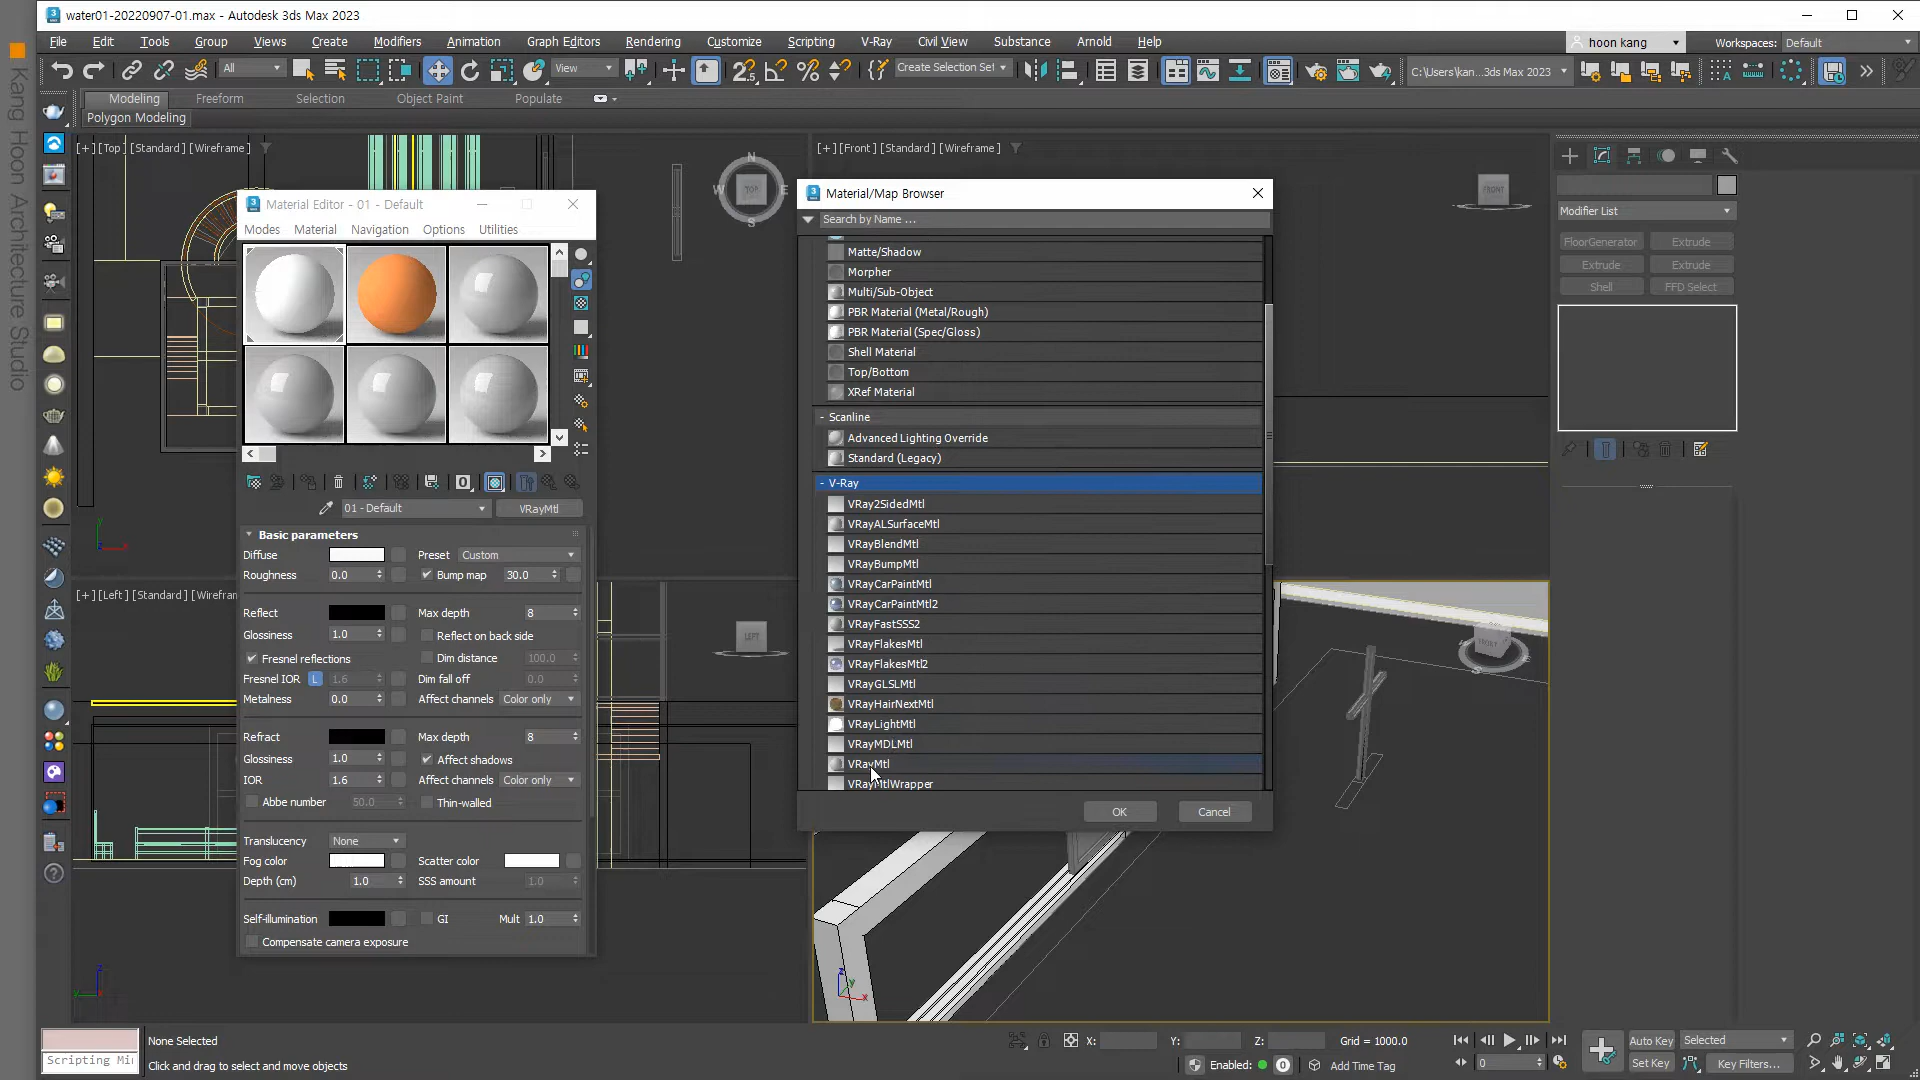 water01-20220907-01.max - Autodesk 3ds Max 2023
File Edit Tools Group Views Create Modifiers Animation Graph Editors Rendering Customize Scripting V-Ray Civil View Substance Arnold Help
hoon kang
Workspaces: Default
All
View
Create Selection Set
C:\Users\kan...3ds Max 2023
Modeling Freeform Selection Object Paint Populate
Polygon Modeling
Kang Hoon Architecture Studio
[+] [Top] [Standard] [Wireframe]
N
W TOP E
S
[+] [Front] [Standard] [Wireframe]
FRONT
Material Editor - 01 - Default
Modes Material Navigation Options Utilities
01 - Default
VRayMtl
Basic parameters
Diffuse
Preset Custom
Roughness 0.0
Bump map 30.0
Reflect
Max depth 8
Glossiness 1.0
Reflect on back side
Fresnel reflections
Dim distance 100.0
Fresnel IOR L 1.6
Dim fall off 0.0
Metalness 0.0
Affect channels Color only
Refract
Max depth 8
Glossiness 1.0
Affect shadows
IOR 1.6
Affect channels Color only
Abbe number 50.0
Thin-walled
Translucency None
Fog color
Scatter color
Depth (cm) 1.0
SSS amount 1.0
Self-illumination
GI
Mult 1.0
Compensate camera exposure
[+] [Left] [Standard] [Wirefram
LEFT
Material/Map Browser
Search by Name ...
Matte/Shadow
Morpher
Multi/Sub-Object
PBR Material (Metal/Rough)
PBR Material (Spec/Gloss)
Shell Material
Top/Bottom
XRef Material
- Scanline
Advanced Lighting Override
Standard (Legacy)
- V-Ray
VRay2SidedMtl
VRayALSurfaceMtl
VRayBlendMtl
VRayBumpMtl
VRayCarPaintMtl
VRayCarPaintMtl2
VRayFastSSS2
VRayFlakesMtl
VRayFlakesMtl2
VRayGLSLMtl
VRayHairNextMtl
VRayLightMtl
VRayMDLMtl
VRayMtl
VRayMtlWrapper
OK
Cancel
Modifier List
FloorGenerator Extrude
Extrude Extrude
Shell FFD Select
None Selected
Scripting Mi
Click and drag to select and move objects
X:
Y:
Z:
Grid = 1000.0
Enabled:
0
Add Time Tag
0
Auto Key
Selected
Set Key
Key Filters...